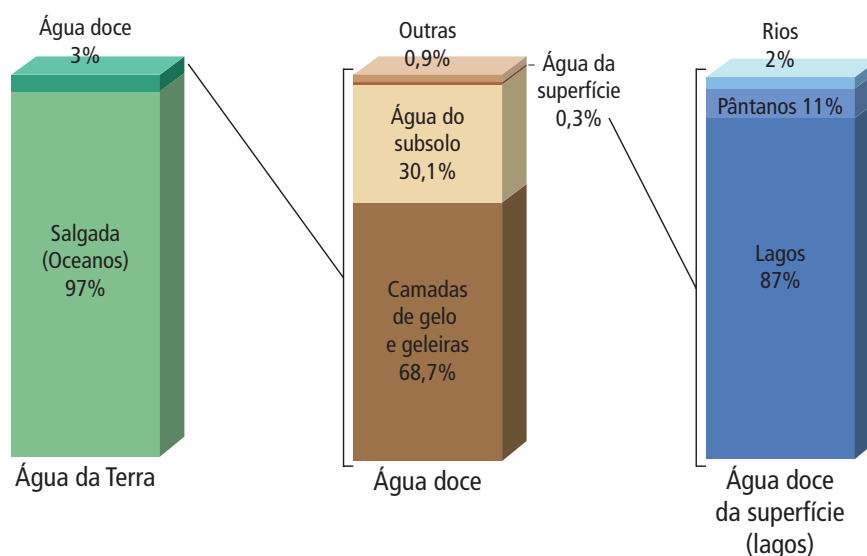 Água doce
3%
Salgada
(Oceanos)
97%
Água da Terra
Outras
0,9%
Água da
superfície
0,3%
Água do
subsolo
30,1%
Camadas
de gelo
e geleiras
68,7%
Água doce
Rios
2%
Pântanos 11%
Lagos
87%
Água doce
da superfície
(lagos)